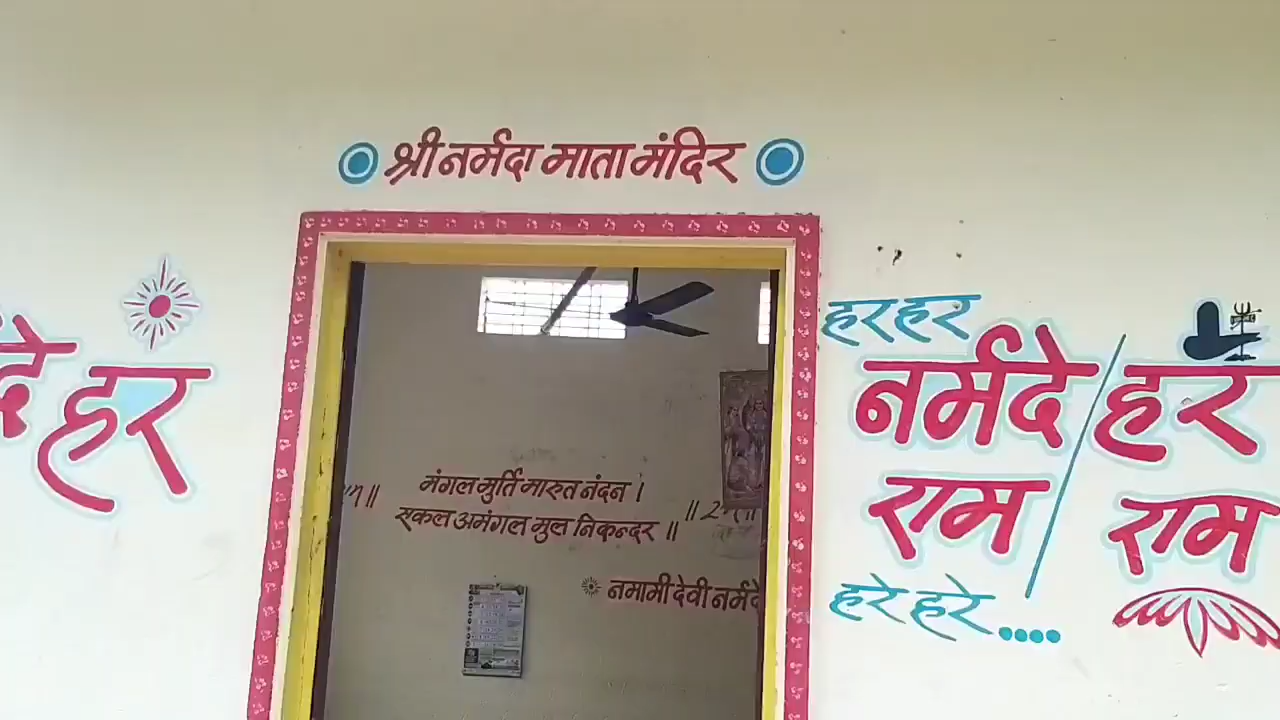 श्री नर्मदा माता मंदिर
हर
हर हर
नर्मदे / हर
राम राम
हरे हरे....
मंगल मुर्ति मारुत नंदन ।
सकल अमंगल मुल निकन्दर ॥
नमामी देवी नर्मदे